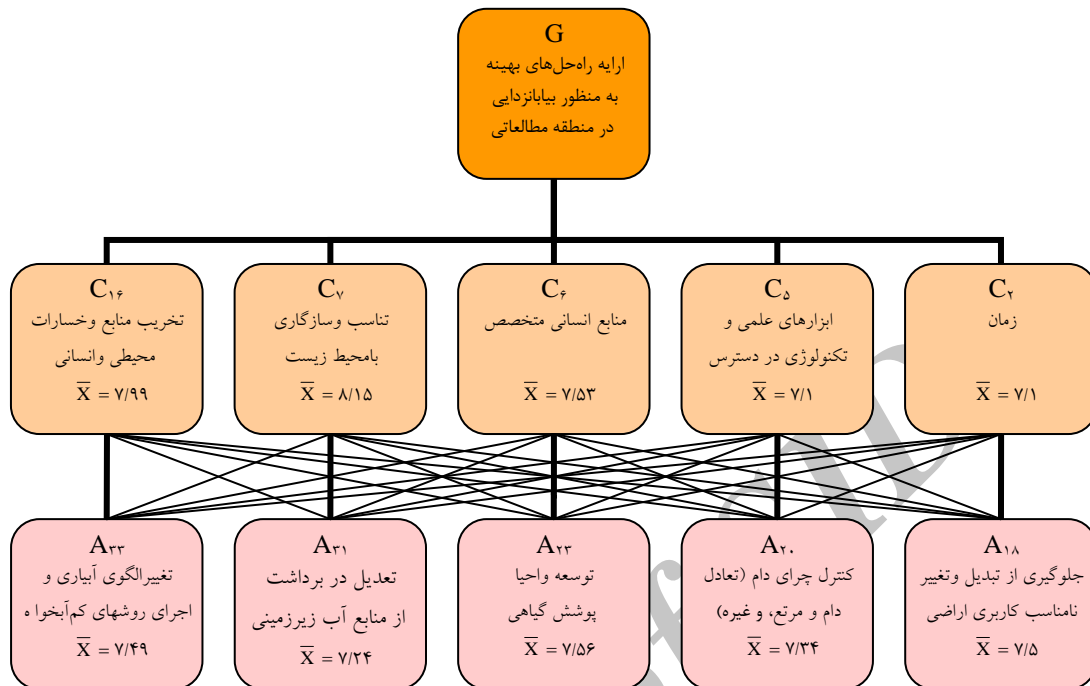 G
ارایه راه‌حل‌های بهینه
به منظور بیابانزدایی
در منطقه مطالعاتی
C۲
زمان
X̅ = ۷/۱
C۵
ابزارهای علمی و
تکنولوژی در دسترس
X̅ = ۷/۱
C۶
منابع انسانی متخصص
X̅ = ۷/۵۳
C۷
تناسب وسازگاری
بامحیط زیست
X̅ = ۸/۱۵
C۱۶
تخریب منابع وخسارات
محیطی وانسانی
X̅ = ۷/۹۹
A۱۸
جلوگیری از تبدیل وتغییر
نامناسب کاربری اراضی
X̅ = ۷/۵
A۲۰
کنترل چرای دام (تعادل
دام و مرتع، و غیره)
X̅ = ۷/۳۴
A۲۳
توسعه واحیا
پوشش گیاهی
X̅ = ۷/۵۶
A۳۱
تعدیل در برداشت
از منابع آب زیرزمینی
X̅ = ۷/۲۴
A۳۳
تغییرالگوی آبیاری و
اجرای روشهای کم‌آبخوا ه
X̅ = ۷/۴۹